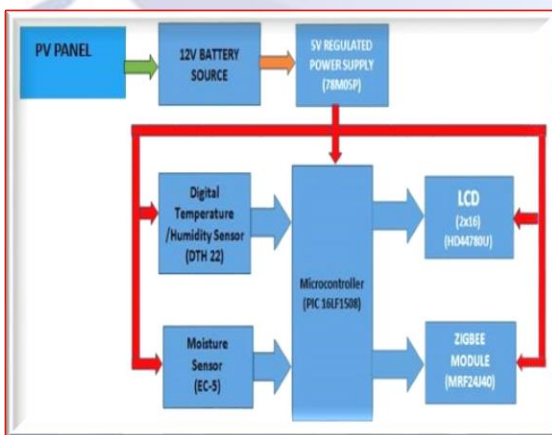 PV PANEL
12V BATTERY
SOURCE
5V REGULATED
POWER SUPPLY
(78M05P)
Digital
Temperature
/Humidity Sensor
(DTH 22)
Microcontroller
(PIC 16LF1508)
LCD
(2x16)
(HD44780U)
Moisture
Sensor
(EC-5)
ZIGBEE
MODULE
(MRF24J40)